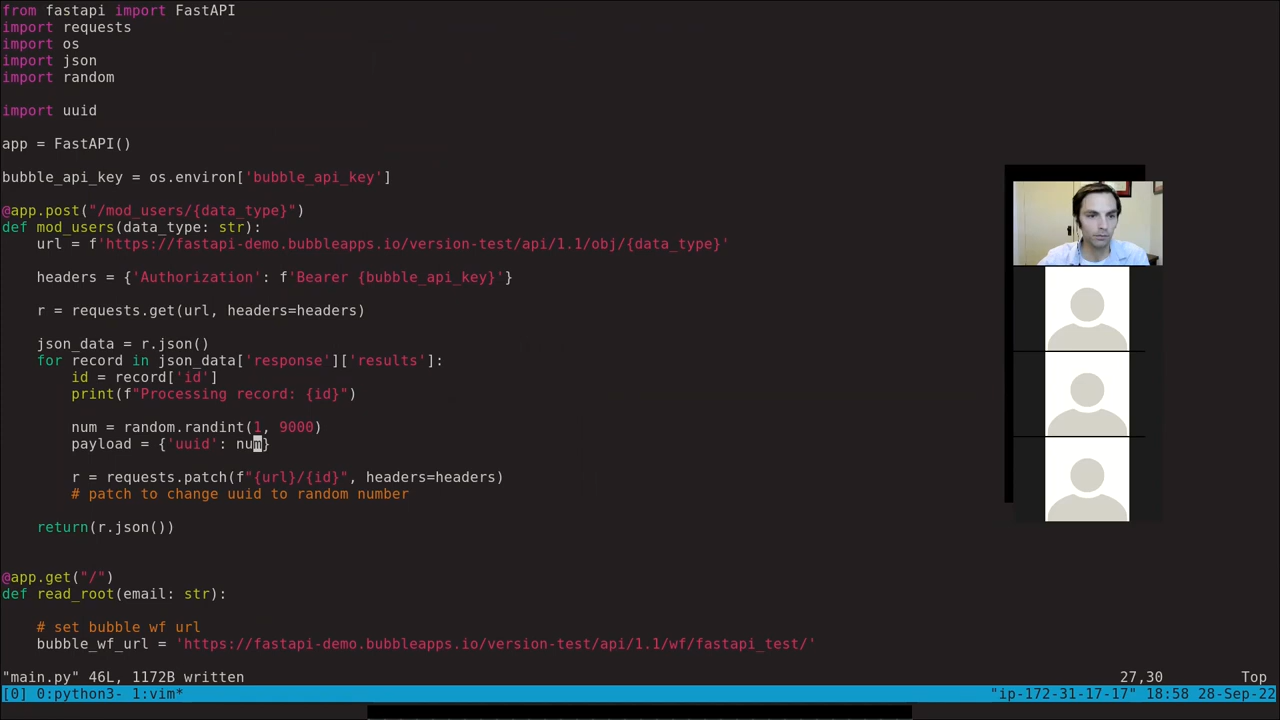 from fastapi import FastAPI
import requests
import os
import json
import random
import uuid
app = FastAPI()
bubble_api_key = os.environ['bubble_api_key']
@app.post("/mod_users/{data_type}")
def mod_users(data_type: str):
    url = f'https://fastapi-demo.bubbleapps.io/version-test/api/1.1/obj/{data_type}'
    headers = {'Authorization': f'Bearer {bubble_api_key}'}
    r = requests.get(url, headers=headers)
    json_data = r.json()
    for record in json_data['response']['results']:
        id = record['id']
        print(f"Processing record: {id}")
        num = random.randint(1, 9000)
        payload = {'uuid': num}
        r = requests.patch(f"{url}/{id}", headers=headers)
        # patch to change uuid to random number
    return(r.json())
@app.get("/")
def read_root(email: str):
    # set bubble wf url
    bubble_wf_url = 'https://fastapi-demo.bubbleapps.io/version-test/api/1.1/wf/fastapi_test/'
"main.py" 46L, 1172B written 27,30 Top
[0] 0:python3- 1:vim* "ip-172-31-17-17" 18:58 28-Sep-22